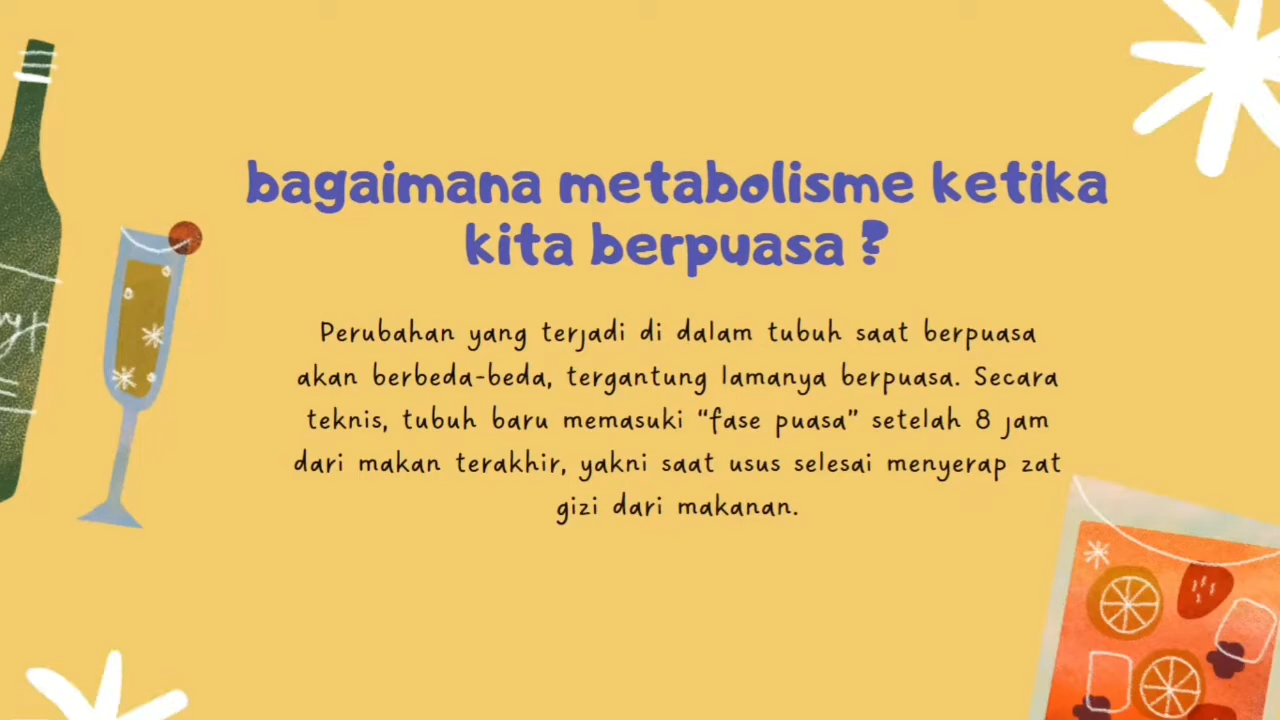 bagaimana metabolisme ketika
kita berpuasa ?
Perubahan yang terjadi di dalam tubuh saat berpuasa
akan berbeda-beda, tergantung lamanya berpuasa. Secara
teknis, tubuh baru memasuki “fase puasa” setelah 8 jam
dari makan terakhir, yakni saat usus selesai menyerap zat
gizi dari makanan.